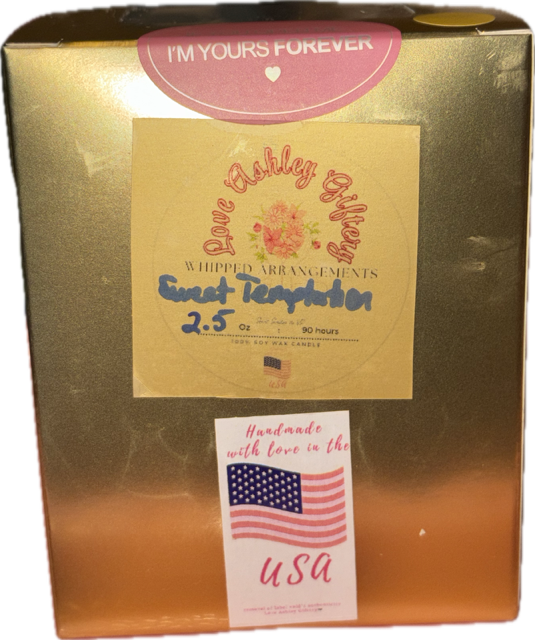 I'M YOURS FOREVER
Love Ashley Giftery
WHIPPED ARRANGEMENTS
Sweet Temptation
2.5 Oz : 90 hours
100% SOY WAX CANDLE
USA
Handmade
with love in the
USA